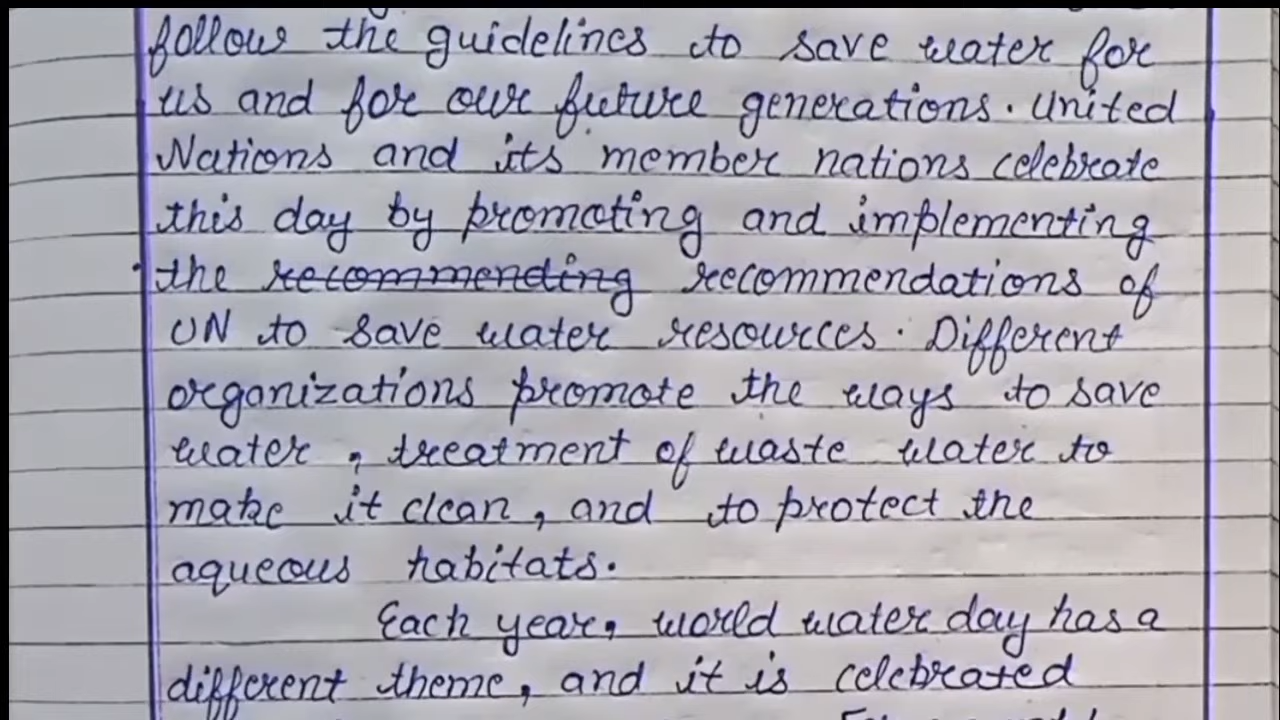 follow the guidelines to save water for
us and for our future generations. United
Nations and its member nations celebrate
this day by promoting and implementing
the recommending recommendations of
UN to save water resources. Different
organizations promote the ways to save
water, treatment of waste water to
make it clean, and to protect the
aqueous habitats.
Each year, world water day has a
different theme, and it is celebrated